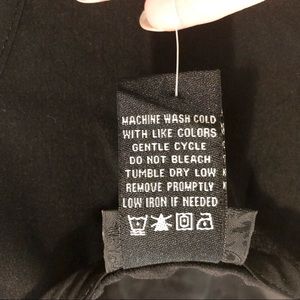 MACHINE WASH COLD
WITH LIKE COLORS
GENTLE CYCLE
DO NOT BLEACH
TUMBLE DRY LOW
REMOVE PROMPTLY
LOW IRON IF NEEDED